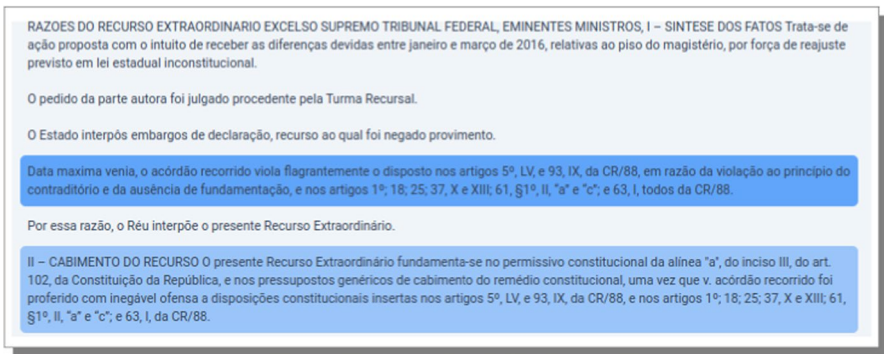 RAZOES DO RECURSO EXTRAORDINARIO EXCELSO SUPREMO TRIBUNAL FEDERAL, EMINENTES MINISTROS, I – SINTESE DOS FATOS Trata-se de
ação proposta com o intuito de receber as diferenças devidas entre janeiro e março de 2016, relativas ao piso do magistério, por força de reajuste
previsto em lei estadual inconstitucional.
O pedido da parte autora foi julgado procedente pela Turma Recursal.
O Estado interpôs embargos de declaração, recurso ao qual foi negado provimento.
Data maxima venia, o acórdão recorrido viola flagrantemente o disposto nos artigos 5º, LV, e 93, IX, da CR/88, em razão da violação ao princípio do
contraditório e da ausência de fundamentação, e nos artigos 1º; 18; 25; 37, X e XIII; 61, §1º, II, “a” e “c”; e 63, I, todos da CR/88.
Por essa razão, o Réu interpõe o presente Recurso Extraordinário.
II – CABIMENTO DO RECURSO O presente Recurso Extraordinário fundamenta-se no permissivo constitucional da alínea "a", do inciso III, do art.
102, da Constituição da República, e nos pressupostos genéricos de cabimento do remédio constitucional, uma vez que v. acórdão recorrido foi
proferido com inegável ofensa a disposições constitucionais insertas nos artigos 5º, LV, e 93, IX, da CR/88, e nos artigos 1º; 18; 25; 37, X e XIII; 61,
§1º, II, “a” e “c”; e 63, I, da CR/88.